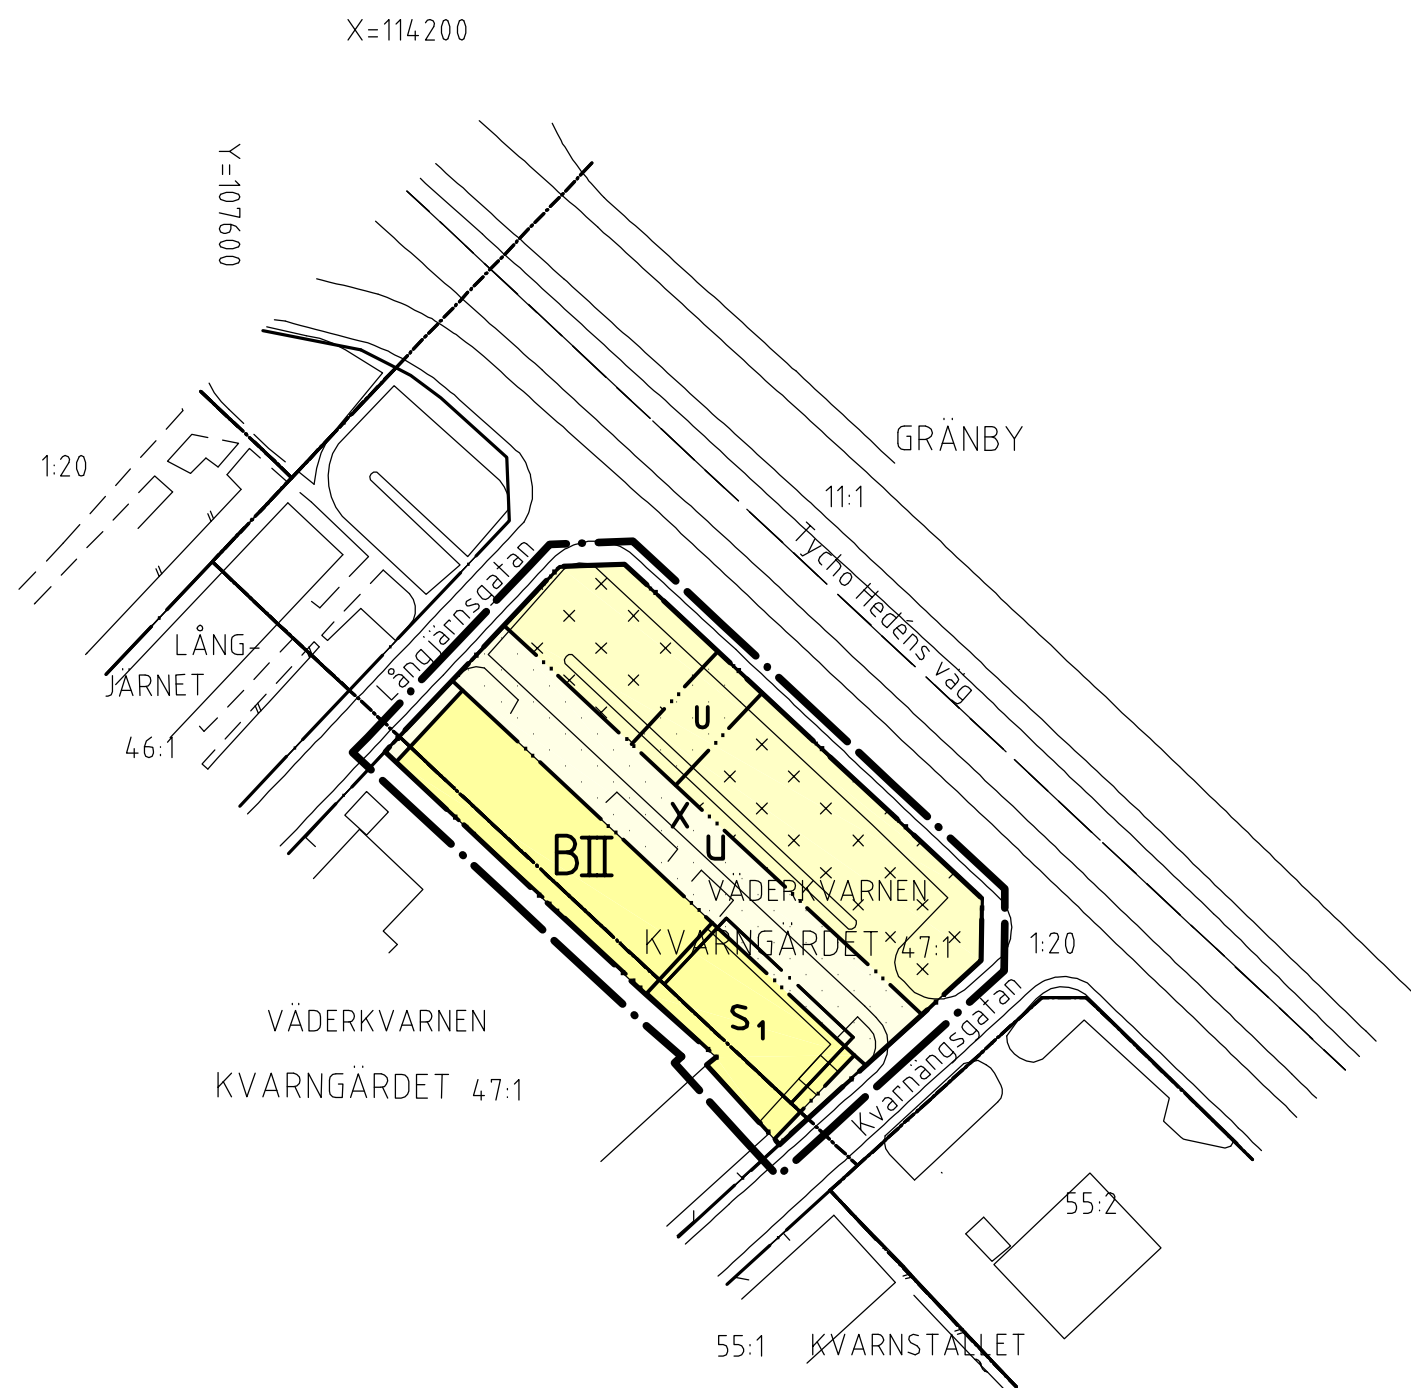 X=114200
Y=107600
GRÄNBY
1:20
11:1
Tycho Hedéns väg
Långjärnsgatan
LÅNG-
JÄRNET
46:1
u
x
u
BII
VÄDERKVARNEN
KVARNGÄRDET 47:1
1:20
S1
VÄDERKVARNEN
KVARNGÄRDET 47:1
Kvarnängsgatan
55:2
55:1 KVARNSTALLET